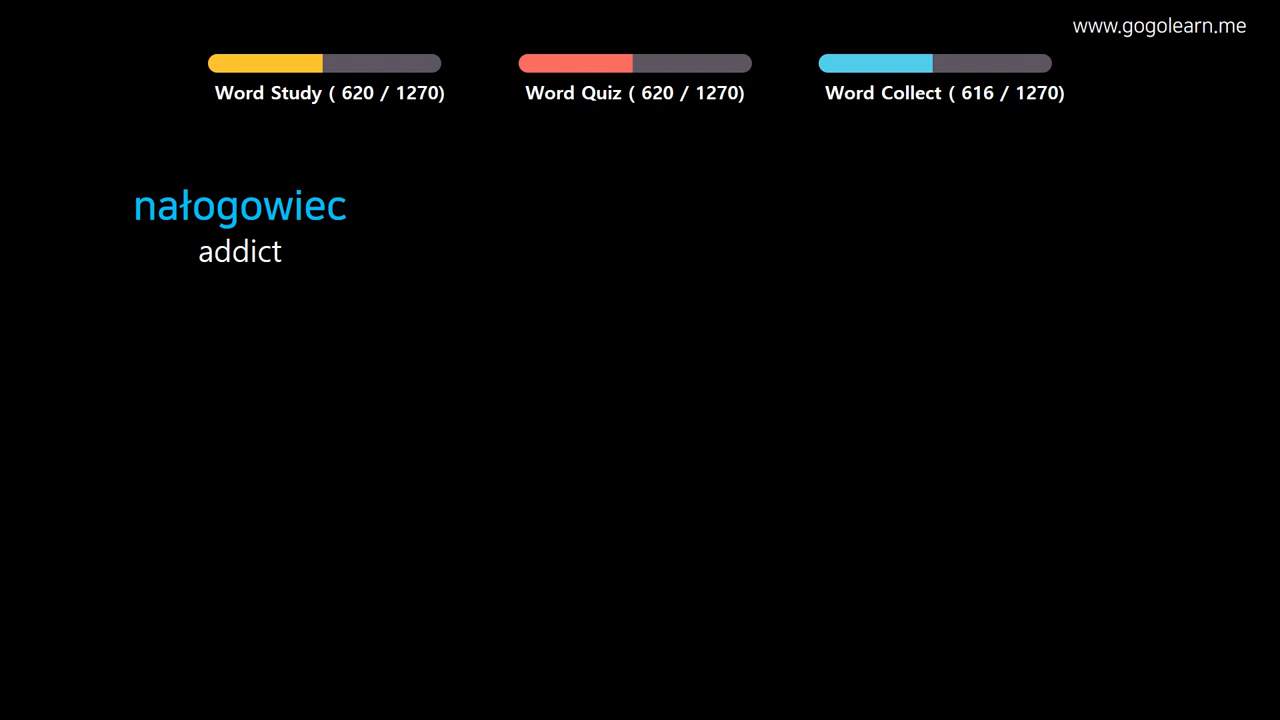 www.gogolearn.me
Word Study ( 620 / 1270)
Word Quiz ( 620 / 1270)
Word Collect ( 616 / 1270)
nałogowiec
addict